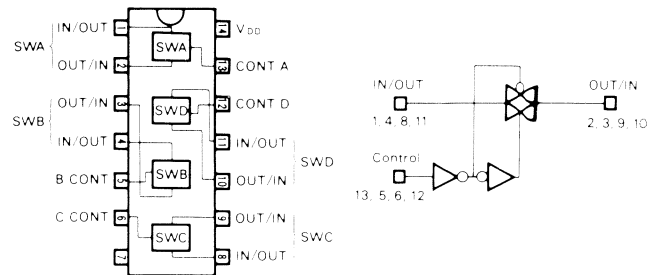 IN/OUT 1 14 VDD
SWA SWA
OUT/IN 2 13 CONT A
OUT/IN 3 SWD 12 CONT D
SWB
IN/OUT 4 11 IN/OUT
SWB SWD
B CONT 5 10 OUT/IN
C CONT 6 9 OUT/IN
SWC SWC
7 8 IN/OUT
IN/OUT OUT/IN
1, 4, 8, 11 2, 3, 9, 10
Control
13, 5, 6, 12